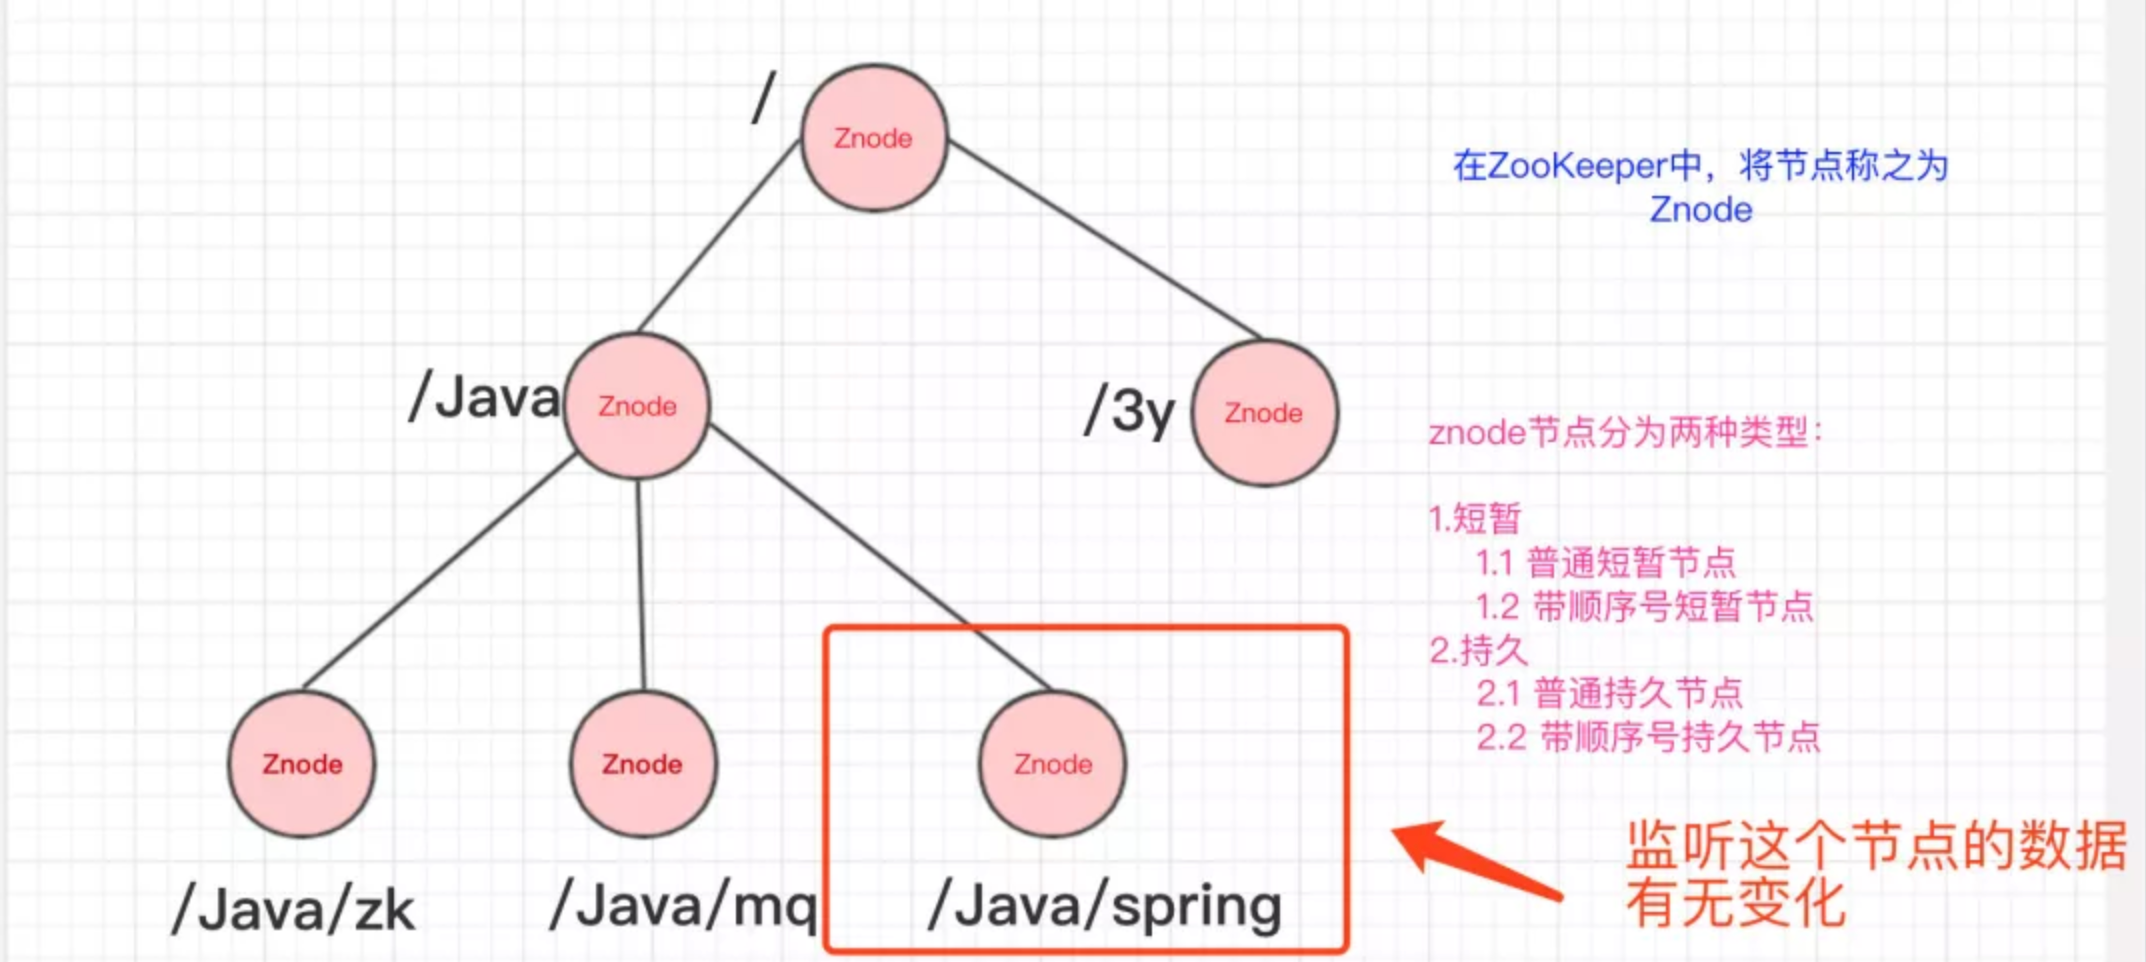 /
Znode
在ZooKeeper中，将节点称之为
Znode
/Java
Znode
/3y
Znode
znode节点分为两种类型：
1.短暂
1.1 普通短暂节点
1.2 带顺序号短暂节点
2.持久
2.1 普通持久节点
2.2 带顺序号持久节点
Znode
Znode
Znode
/Java/zk
/Java/mq
/Java/spring
监听这个节点的数据
有无变化